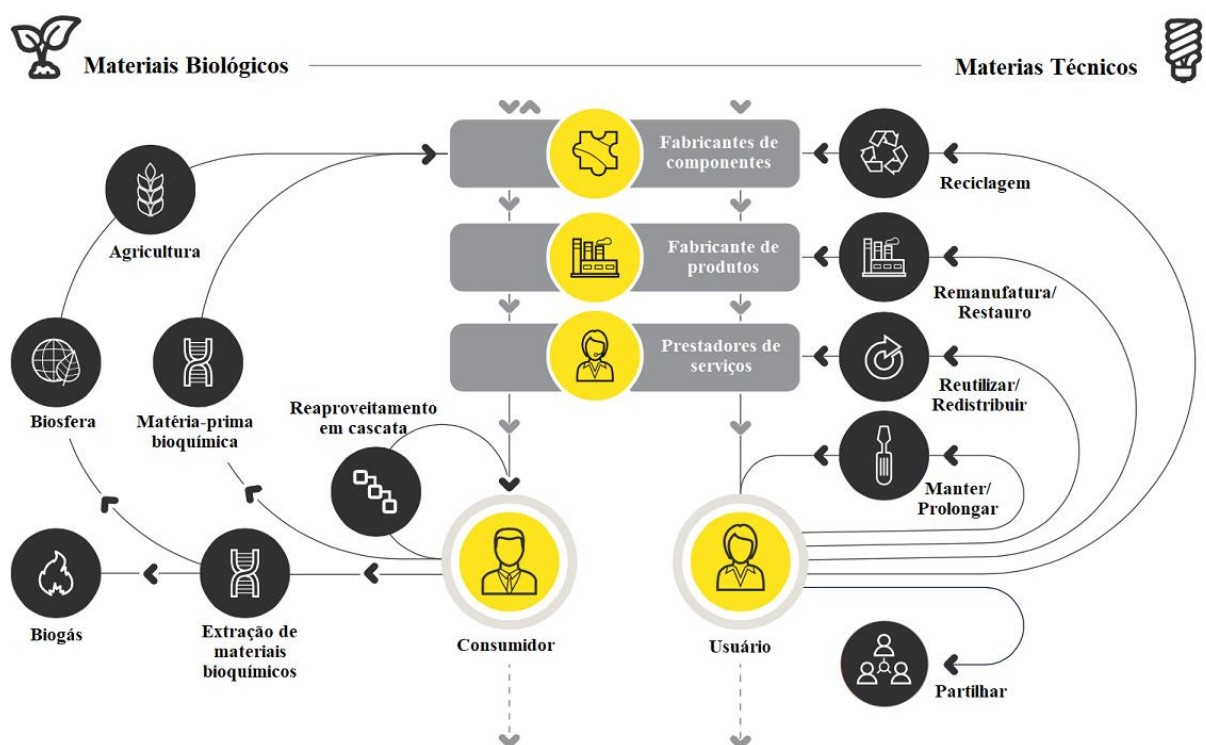 Materiais Biológicos
Materias Técnicos
Fabricantes de
componentes
Reciclagem
Agricultura
Fabricante de
produtos
Remanufatura/
Restauro
Prestadores de
serviços
Reutilizar/
Redistribuir
Biosfera
Matéria-prima
bioquímica
Reaproveitamento
em cascata
Manter/
Prolongar
Biogás
Extração de
materiais
bioquímicos
Consumidor
Usuário
Partilhar